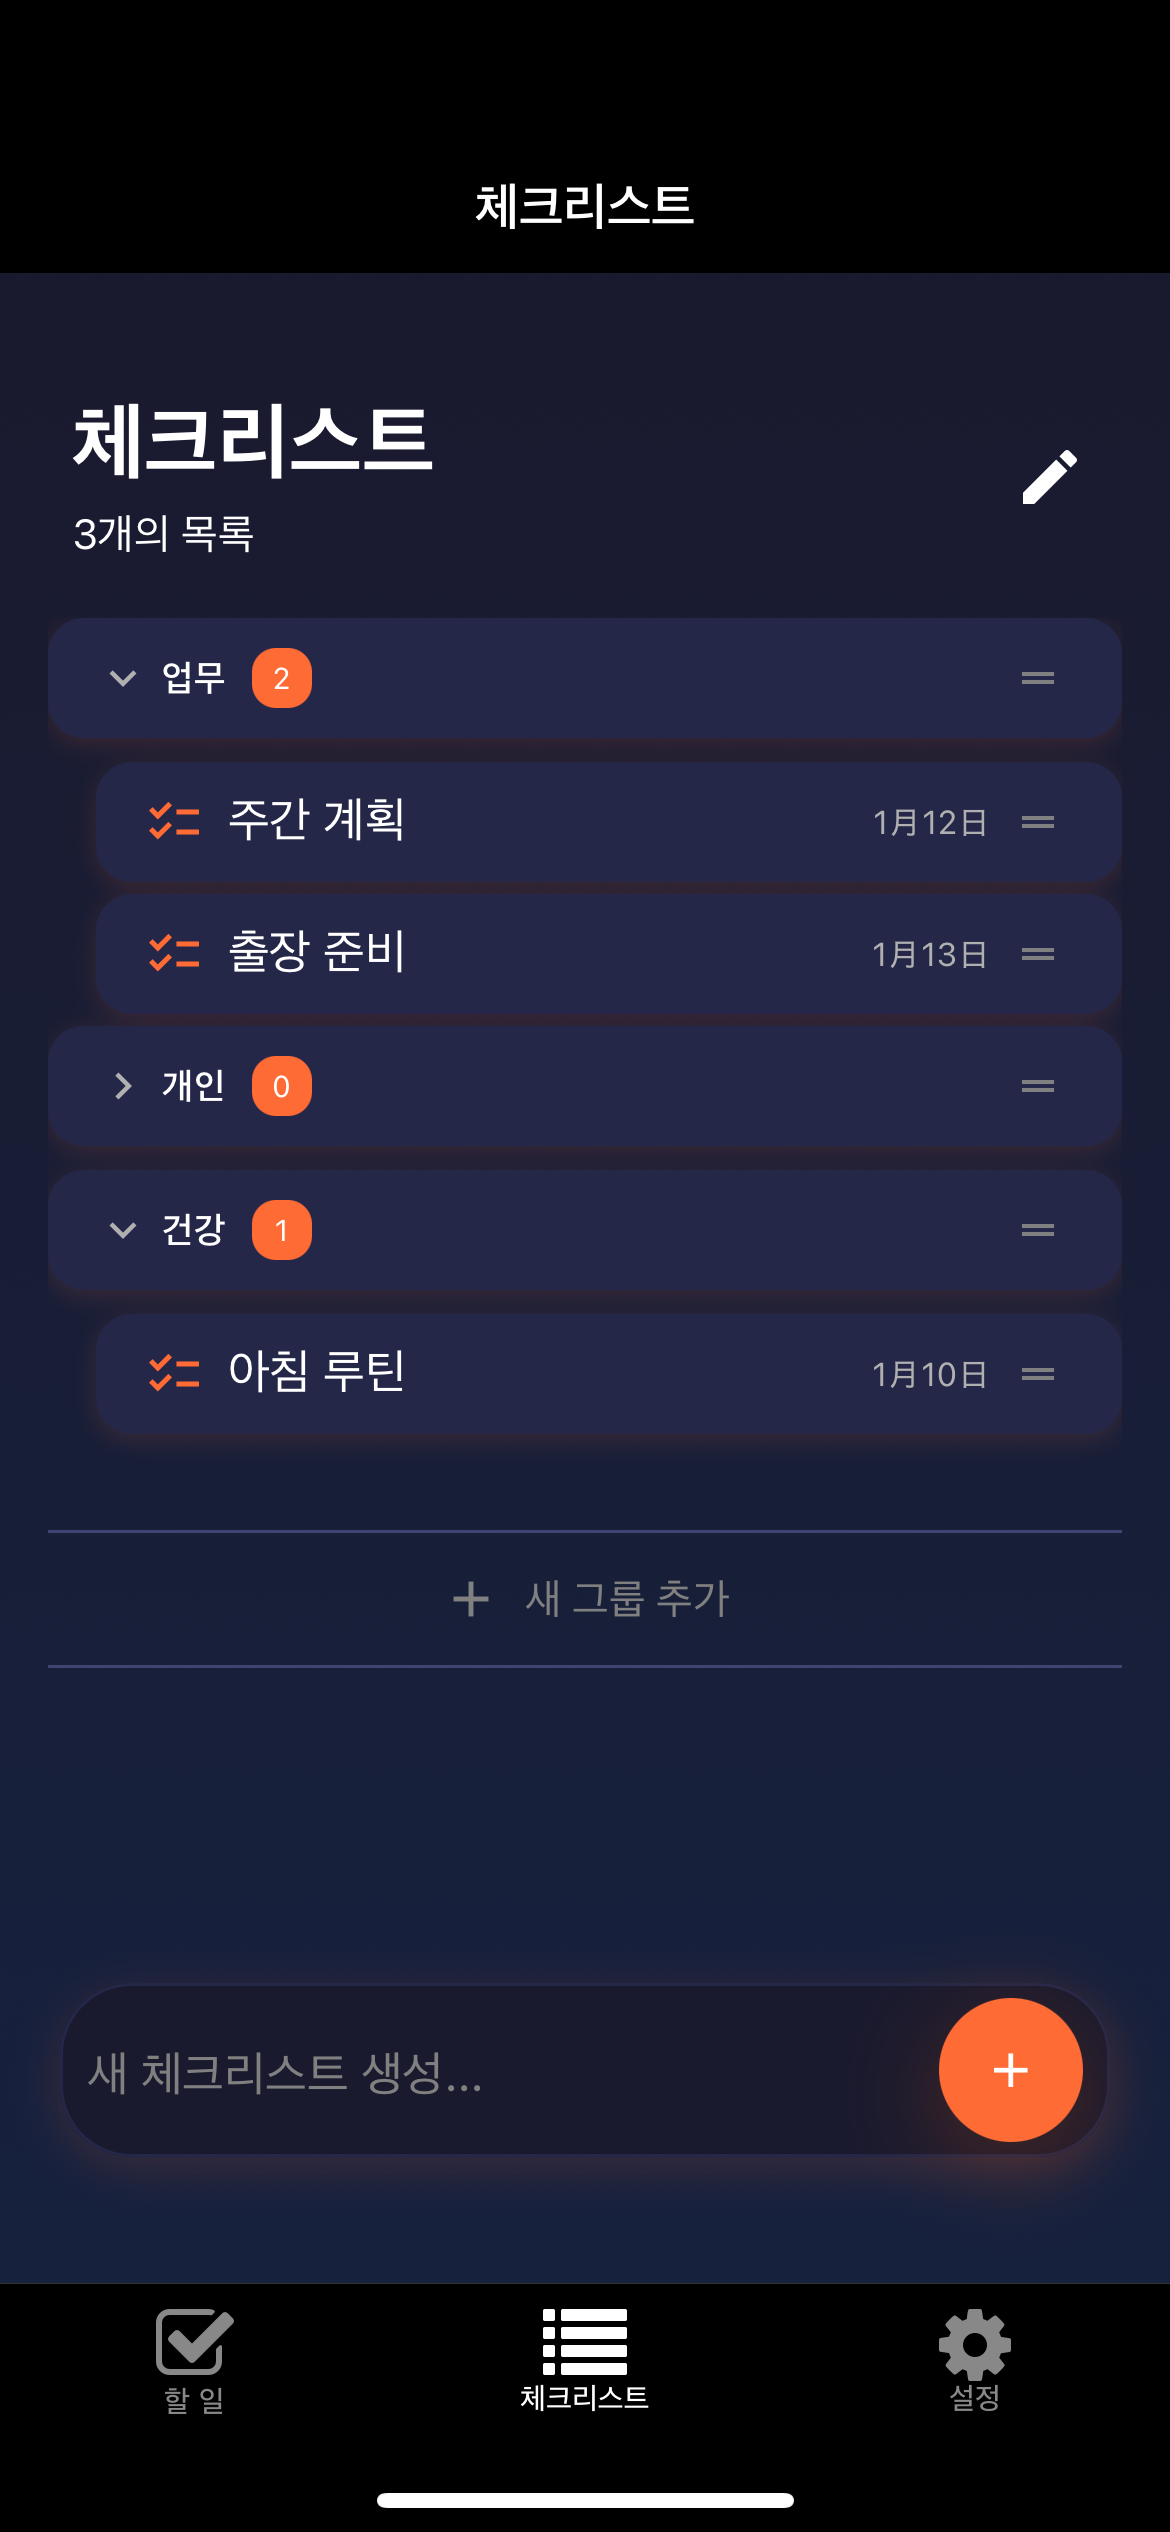 체크리스트
체크리스트
3개의 목록
업무 2
주간 계획 1月12日
출장 준비 1月13日
개인 0
건강 1
아침 루틴 1月10日
새 그룹 추가
새 체크리스트 생성...
할 일 체크리스트 설정